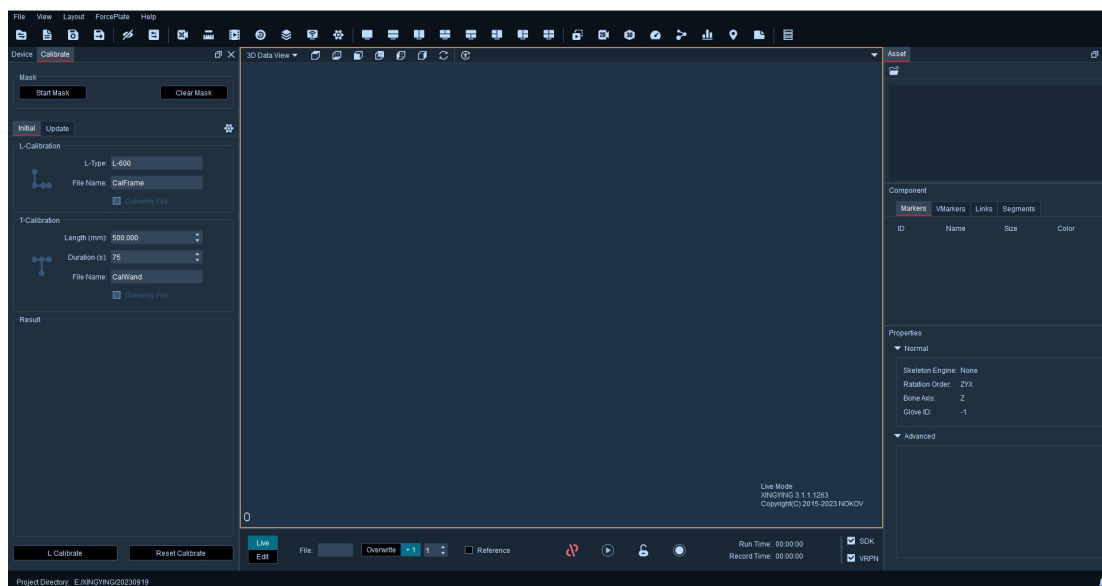 File View Layout ForcePlate Help
Device Calibrate
3D Data View
Asset
Mask
Start Mask Clear Mask
Initial Update
L-Calibration
L-Type: L-600
File Name: CalFrame
Overwrite File
T-Calibration
Length (mm): 500.000
Duration (s): 75
File Name: CalWand
Overwrite File
Result
L Calibrate Reset Calibrate
Live Mode
XINGYING 3.1.1.1263
Copyright(C) 2015-2023 NOKOV
0
Live
Edit
File: Overwrite +1 1 Reference
Run Time: 00:00:00
Record Time: 00:00:00
SDK
VRPN
Component
Markers VMarkers Links Segments
ID Name Size Color
Properties
Normal
Skeleton Engine: None
Ratation Order: ZYX
Bone Axis: Z
Glove ID: -1
Advanced
Project Directory: E:/XINGYING/20230919